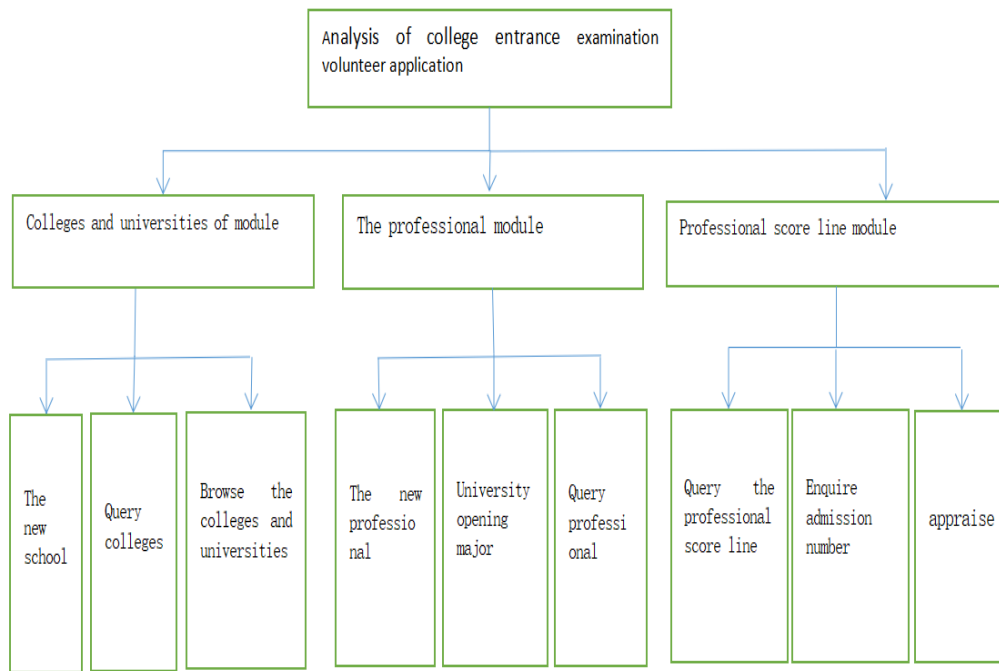 Analysis of college entrance examination
volunteer application
Colleges and universities of module
The professional module
Professional score line module
The
new
school
Query
colleges
Browse the
colleges and
universities
The new
professio
nal
University
opening
major
Query
professi
onal
Query the
professional
score line
Enquire
admission
number
appraise